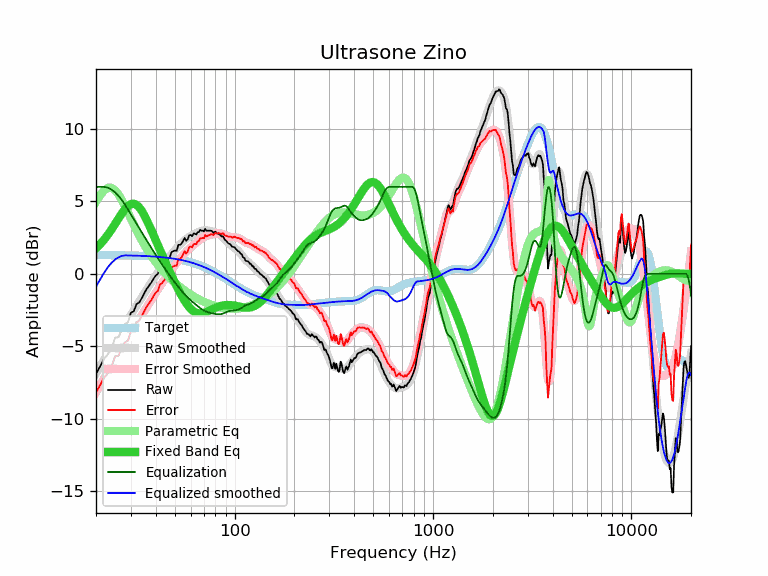 Ultrasone Zino
Amplitude (dBr)
10
5
0
−5
−10
−15
Target
Raw Smoothed
Error Smoothed
Raw
Error
Parametric Eq
Fixed Band Eq
Equalization
Equalized smoothed
100 1000 10000
Frequency (Hz)